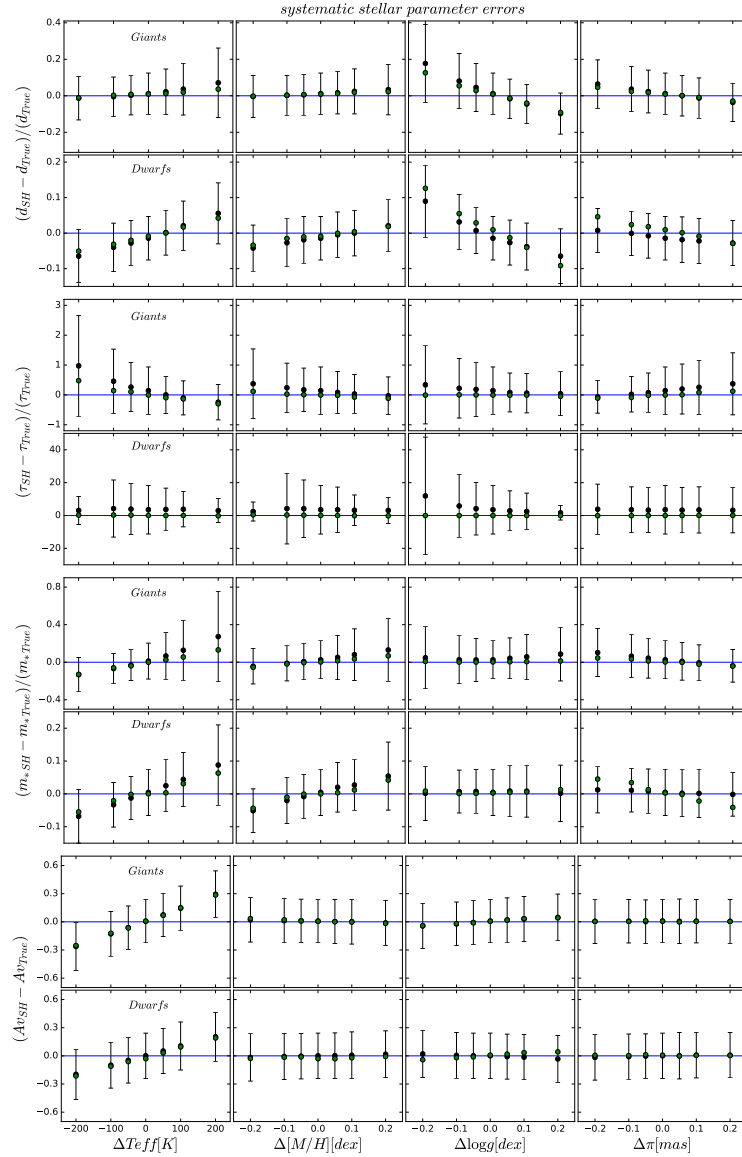 systematic stellar parameter errors
(d_SH − d_True)/(d_True)
Giants
0.4
0.2
0.0
−0.2
Dwarfs
0.2
0.1
0.0
−0.1
(τ_SH − τ_True)/(τ_True)
Giants
3
2
1
0
−1
Dwarfs
40
20
0
−20
(m_*SH − m_*True)/(m_*True)
Giants
0.8
0.4
0.0
−0.4
Dwarfs
0.2
0.1
0.0
−0.1
(Av_SH − Av_True)
Giants
0.6
0.3
0.0
−0.3
−0.6
Dwarfs
0.6
0.3
0.0
−0.3
−0.6
−200 −100 0 100 200
−0.2 −0.1 0.0 0.1 0.2
−0.2 −0.1 0.0 0.1 0.2
−0.2 −0.1 0.0 0.1 0.2
ΔTeff[K]
Δ[M/H][dex]
Δlogg[dex]
Δπ[mas]